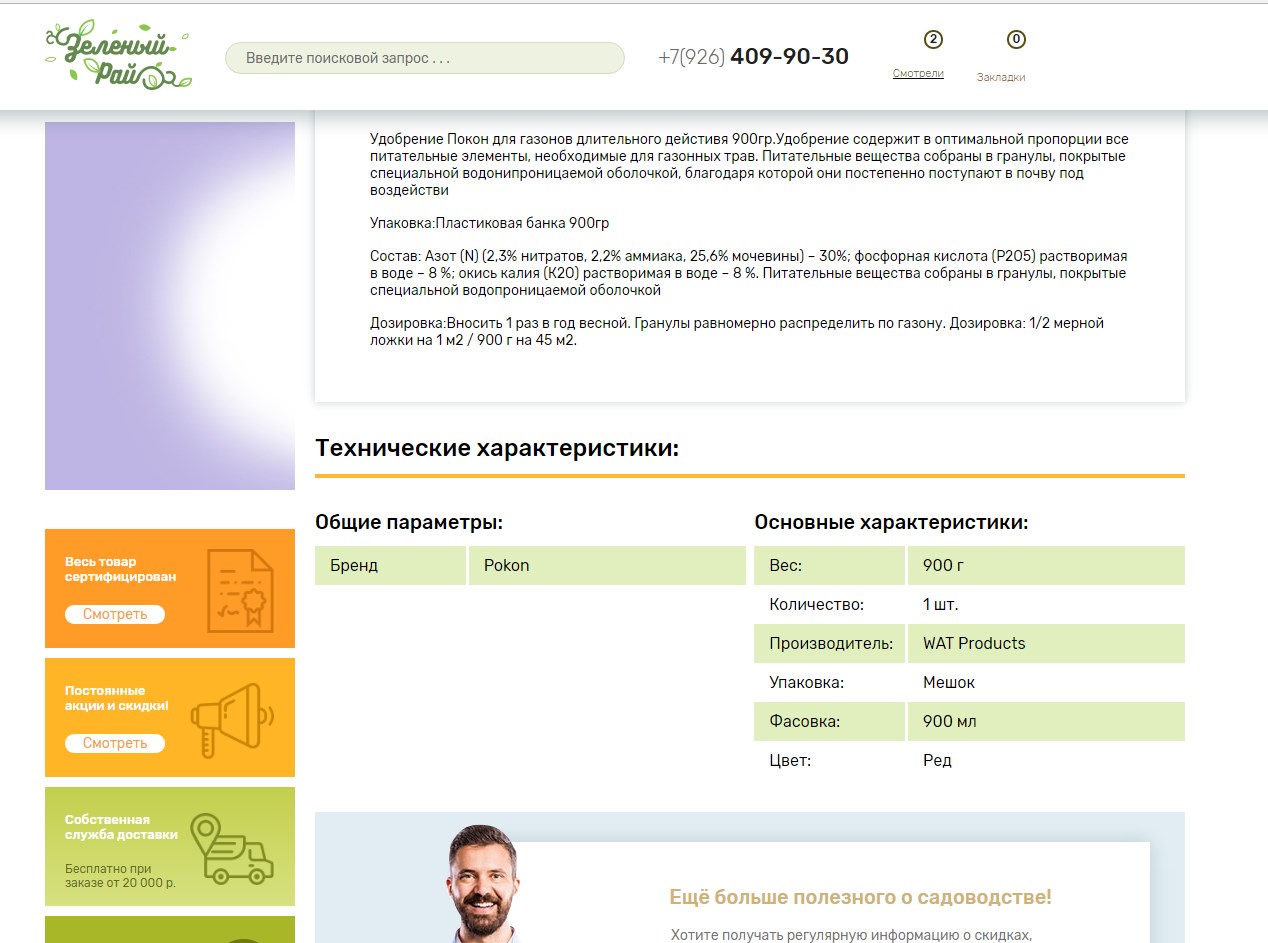 Зеленый
Рай
Введите поисковой запрос . . .
+7(926) 409-90-30
2
Смотрели
0
Закладки
Удобрение Покон для газонов длительного дейстивя 900гр.Удобрение содержит в оптимальной пропорции все
питательные элементы, необходимые для газонных трав. Питательные вещества собраны в гранулы, покрытые
специальной водонипроницаемой оболочкой, благодаря которой они постепенно поступают в почву под
воздействи
Упаковка:Пластиковая банка 900гр
Состав: Азот (N) (2,3% нитратов, 2,2% аммиака, 25,6% мочевины) – 30%; фосфорная кислота (P2O5) растворимая
в воде – 8 %; окись калия (К2О) растворимая в воде – 8 %. Питательные вещества собраны в гранулы, покрытые
специальной водопроницаемой оболочкой
Дозировка:Вносить 1 раз в год весной. Гранулы равномерно распределить по газону. Дозировка: 1/2 мерной
ложки на 1 м2 / 900 г на 45 м2.
Технические характеристики:
Общие параметры:
Бренд Pokon
Основные характеристики:
Вес: 900 г
Количество: 1 шт.
Производитель: WAT Products
Упаковка: Мешок
Фасовка: 900 мл
Цвет: Ред
Весь товар
сертифицирован
Смотреть
Постоянные
акции и скидки!
Смотреть
Собственная
служба доставки
Бесплатно при
заказе от 20 000 р.
Ещё больше полезного о садоводстве!
Хотите получать регулярную информацию о скидках,